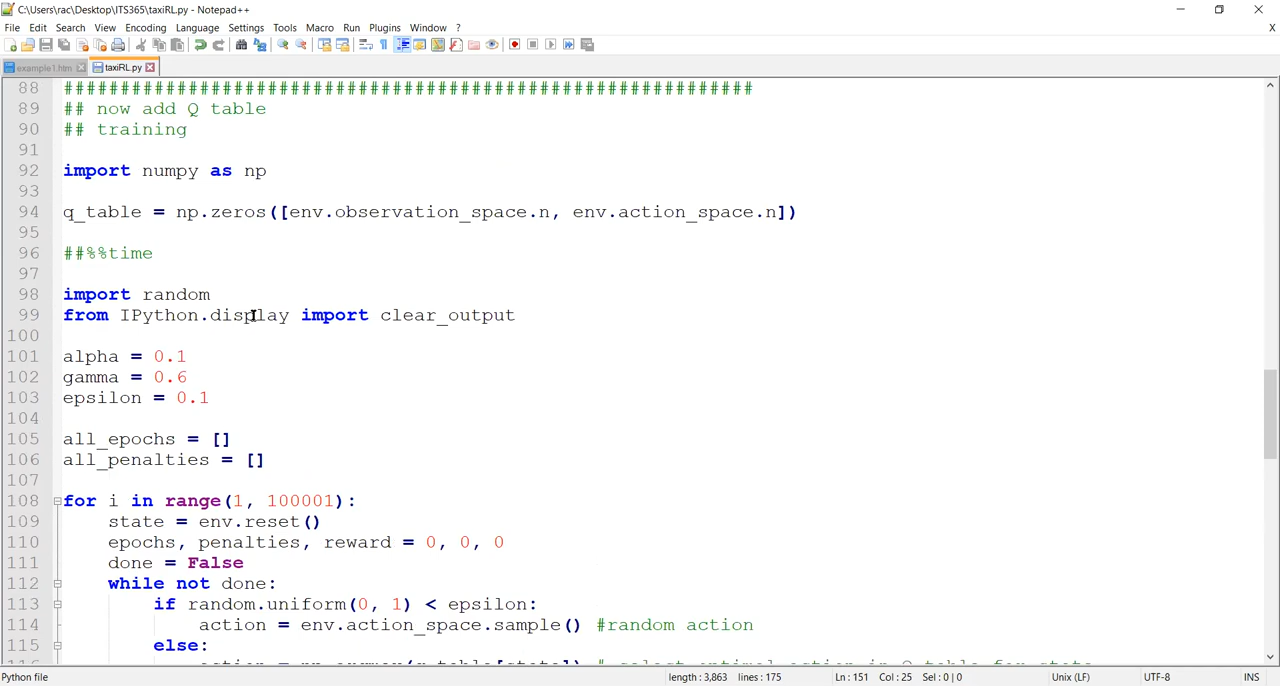 C:\Users\rac\Desktop\ITS365\taxiRL.py - Notepad++
File Edit Search View Encoding Language Settings Tools Macro Run Plugins Window ?
X
example1.htm taxiRL.py
88 #############################################################
89 ## now add Q table
90 ## training
91
92 import numpy as np
93
94 q_table = np.zeros([env.observation_space.n, env.action_space.n])
95
96 ##%%time
97
98 import random
99 from IPython.display import clear_output
100
101 alpha = 0.1
102 gamma = 0.6
103 epsilon = 0.1
104
105 all_epochs = []
106 all_penalties = []
107
108 for i in range(1, 100001):
109 state = env.reset()
110 epochs, penalties, reward = 0, 0, 0
111 done = False
112 while not done:
113 if random.uniform(0, 1) < epsilon:
114 action = env.action_space.sample() #random action
115 else:
Python file length : 3,863 lines : 175 Ln : 151 Col : 25 Sel : 0 | 0 Unix (LF) UTF-8 INS